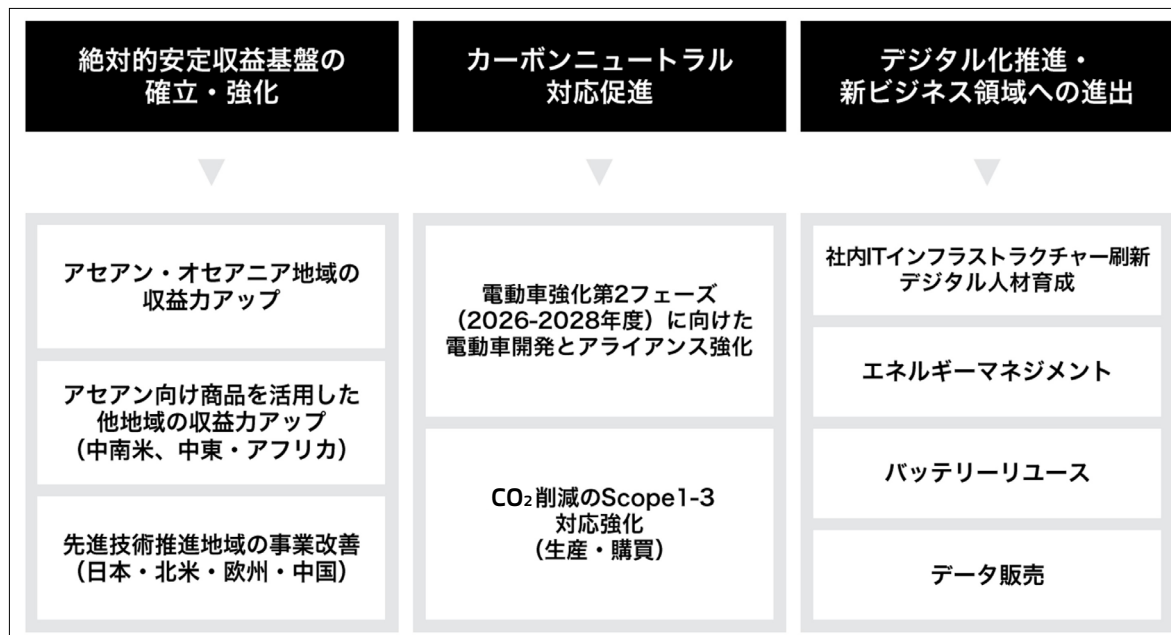 絶対的安定収益基盤の
確立・強化
アセアン・オセアニア地域の
収益力アップ
アセアン向け商品を活用した
他地域の収益力アップ
（中南米、中東・アフリカ）
先進技術推進地域の事業改善
（日本・北米・欧州・中国）
カーボンニュートラル
対応促進
電動車強化第2フェーズ
（2026-2028年度）に向けた
電動車開発とアライアンス強化
CO₂削減のScope1-3
対応強化
（生産・購買）
デジタル化推進・
新ビジネス領域への進出
社内ITインフラストラクチャー刷新
デジタル人材育成
エネルギーマネジメント
バッテリーリユース
データ販売